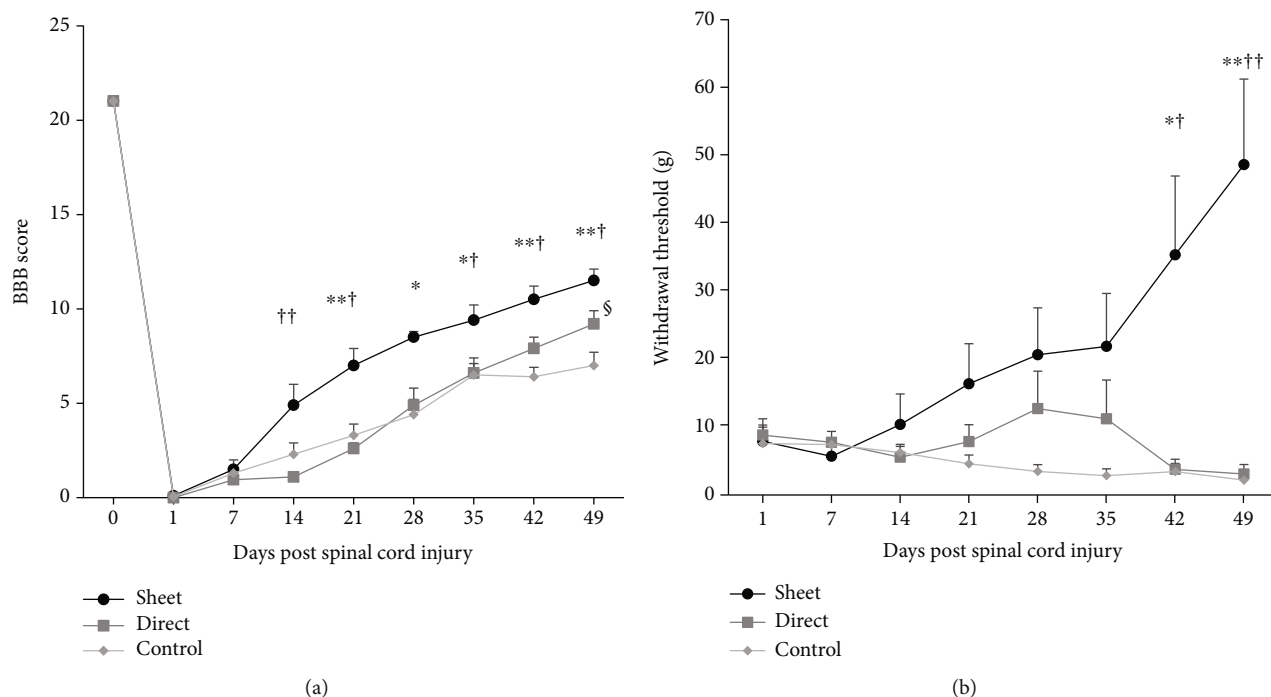 25
20
15
10
5
0
BBB score
††
**†
*
*†
**†
**†
§
0 1 7 14 21 28 35 42 49
Days post spinal cord injury
Sheet
Direct
Control
(a)
70
60
50
40
30
20
10
0
Withdrawal threshold (g)
*†
**††
1 7 14 21 28 35 42 49
Days post spinal cord injury
Sheet
Direct
Control
(b)